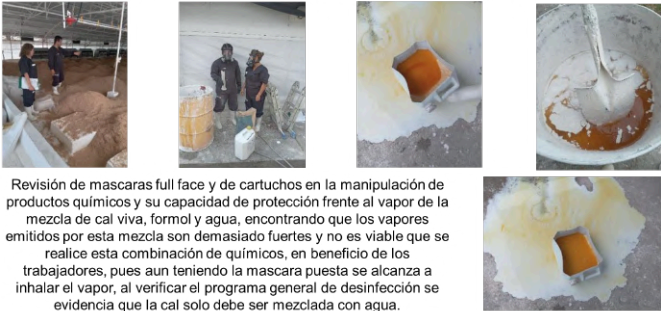 Revisión de mascaras full face y de cartuchos en la manipulación de
productos químicos y su capacidad de protección frente al vapor de la
mezcla de cal viva, formol y agua, encontrando que los vapores
emitidos por esta mezcla son demasiado fuertes y no es viable que se
realice esta combinación de químicos, en beneficio de los
trabajadores, pues aun teniendo la mascara puesta se alcanza a
inhalar el vapor, al verificar el programa general de desinfección se
evidencia que la cal solo debe ser mezclada con agua.